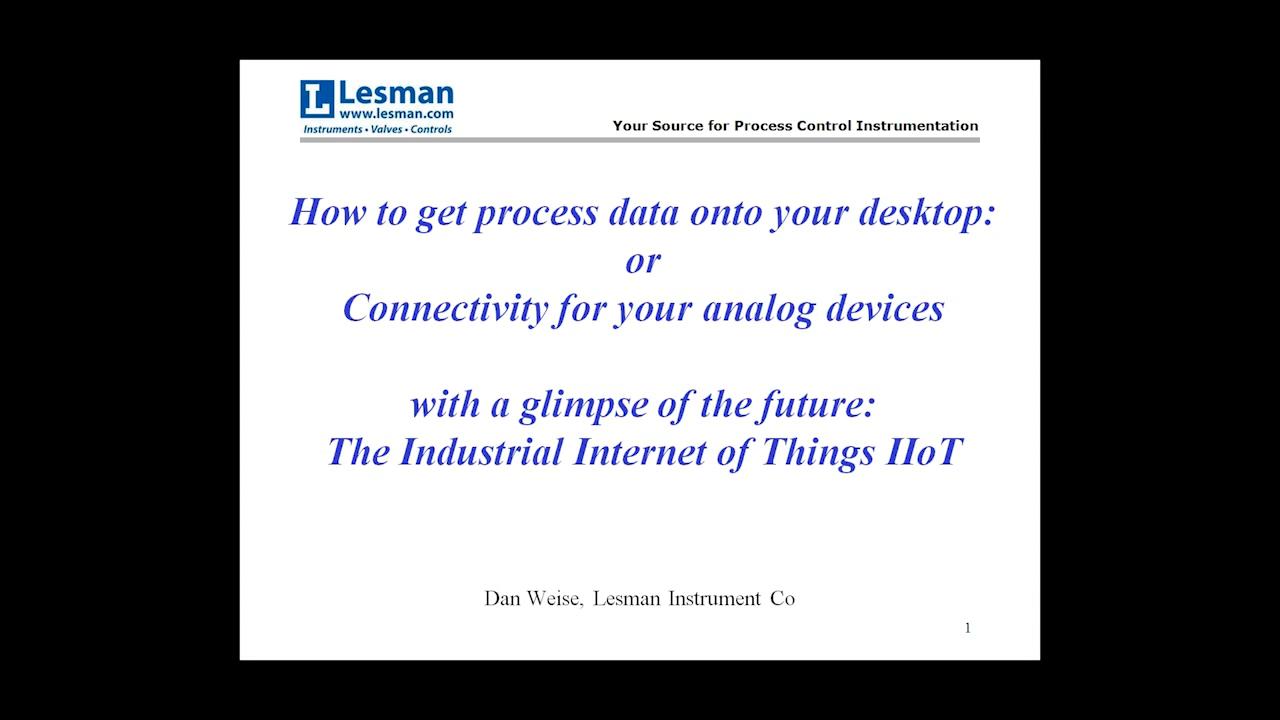 L Lesman
www.lesman.com
Instruments • Valves • Controls
Your Source for Process Control Instrumentation
How to get process data onto your desktop:
or
Connectivity for your analog devices
with a glimpse of the future:
The Industrial Internet of Things IIoT
Dan Weise, Lesman Instrument Co
1